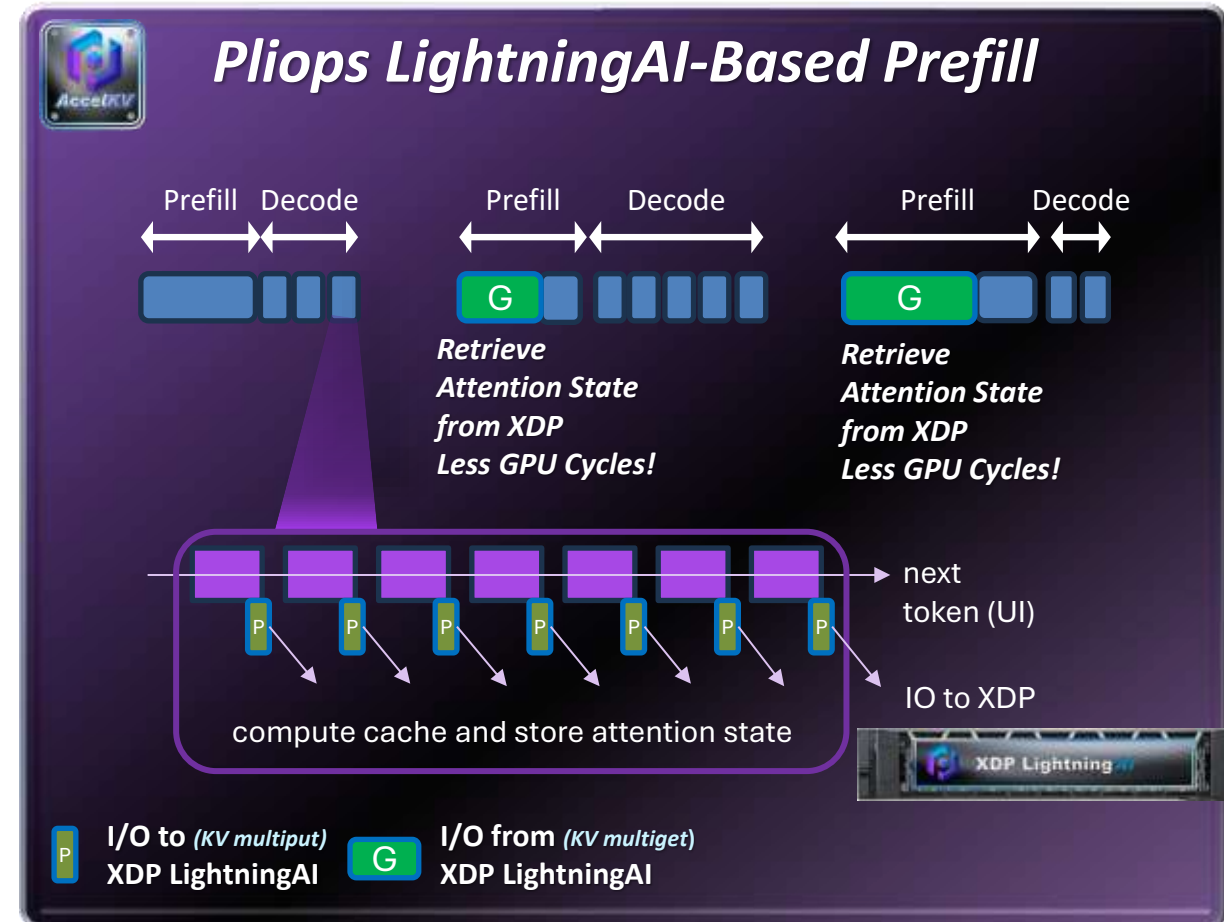 AccelKV
Pliops LightningAI-Based Prefill
Prefill Decode
Prefill Decode
Prefill Decode
G
G
Retrieve
Attention State
from XDP
Less GPU Cycles!
Retrieve
Attention State
from XDP
Less GPU Cycles!
next
token (UI)
P P P P P P P
IO to XDP
compute cache and store attention state
XDP LightningAI
P
I/O to (KV multiput)
XDP LightningAI
G
I/O from (KV multiget)
XDP LightningAI